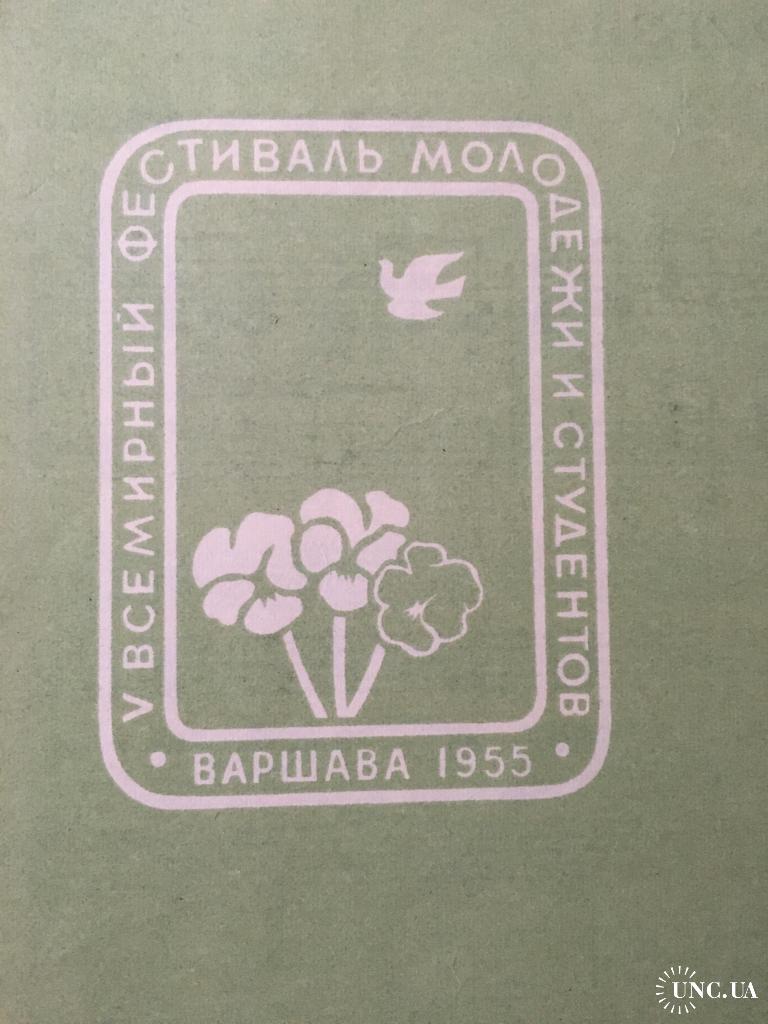 V ВСЕМИРНЫЙ ФЕСТИВАЛЬ МОЛОДЕЖИ И СТУДЕНТОВ
• ВАРШАВА 1955 •
UNC.UA